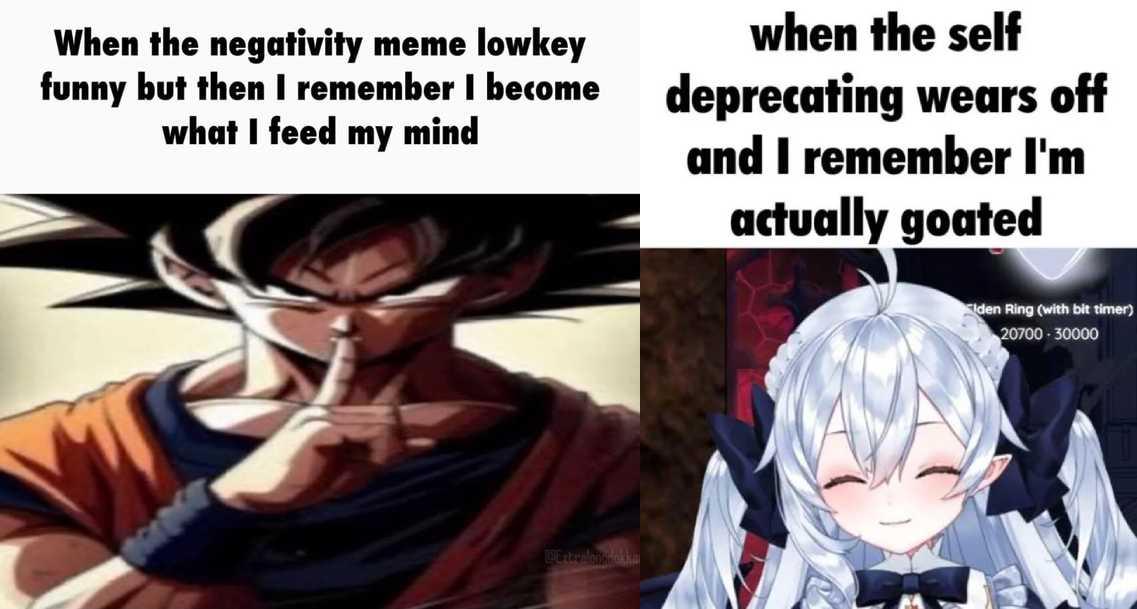 When the negativity meme lowkey
funny but then I remember I become
what I feed my mind
@Extralongdokka
when the self
deprecating wears off
and I remember I'm
actually goated
Elden Ring (with bit timer)
20700 · 30000